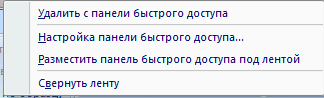 Удалить с панели быстрого доступа
Настройка панели быстрого доступа...
Разместить панель быстрого доступа под лентой
Свернуть ленту